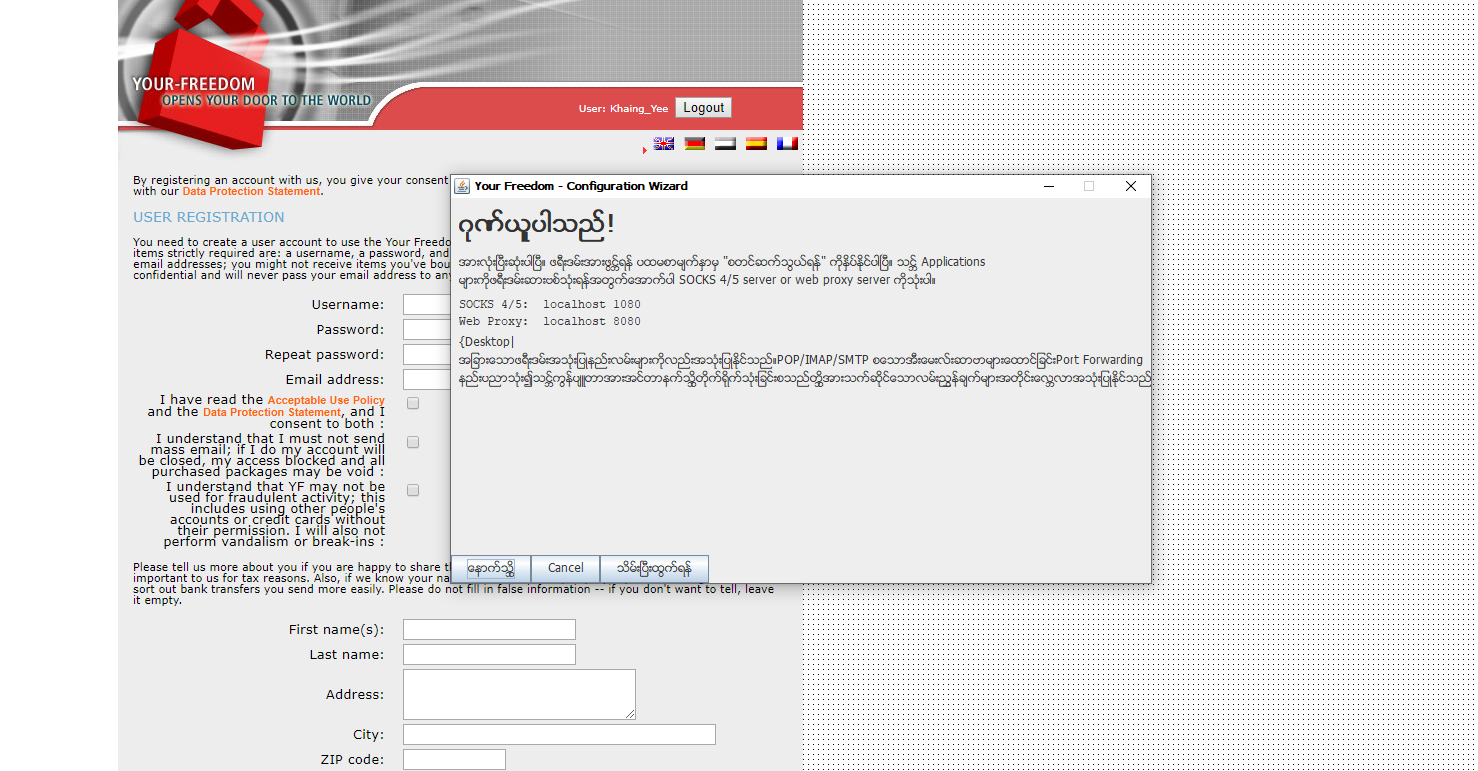 YOUR-FREEDOM
OPENS YOUR DOOR TO THE WORLD
User: Khaing_Yee
Logout
By registering an account with us, you give your consent
with our Data Protection Statement.
USER REGISTRATION
You need to create a user account to use the Your Freedo
items strictly required are: a username, a password, and
email addresses; you might not receive items you've bou
confidential and will never pass your email address to an
Username:
Password:
Repeat password:
Email address:
I have read the Acceptable Use Policy
and the Data Protection Statement, and I
consent to both :
I understand that I must not send
mass email; if I do my account will
be closed, my access blocked and all
purchased packages may be void :
I understand that YF may not be
used for fraudulent activity; this
includes using other people's
accounts or credit cards without
their permission. I will also not
perform vandalism or break-ins :
Please tell us more about you if you are happy to share th
important to us for tax reasons. Also, if we know your na
sort out bank transfers you send more easily. Please do not fill in false information -- if you don't want to tell, leave
it empty.
First name(s):
Last name:
Address:
City:
ZIP code:
Your Freedom - Configuration Wizard
ဂုဏ်ယူပါသည်!
အားလုံးပြီးဆုံးပါပြီ။ ဖရီးဒမ်းအားဖွင့်ရန် ပထမစာမျက်နှာမှ "စတင်ဆက်သွယ်ရန်" ကိုနှိပ်နိုင်ပါပြီ။ သင့် Applications
များကိုဖရီးဒမ်းဆားဗစ်သုံးရန်အတွက်အောက်ပါ SOCKS 4/5 server or web proxy server ကိုသုံးပါ။
SOCKS 4/5: localhost 1080
Web Proxy: localhost 8080
{Desktop|
အခြားသောဖရီးဒမ်းအသုံးပြုနည်းလမ်းများကိုလည်းအသုံးပြုနိုင်သည်။POP/IMAP/SMTP စသောအီးမေးလ်ဆာဗာများထောင်ခြင်းPort Forwarding
နည်းပညာသုံး၍သင့်ကွန်ပျူတာအားအင်တာနက်သို့တိုက်ရိုက်သုံးခြင်းစသည်တို့အားသက်ဆိုင်သောလမ်းညွှန်ချက်များအတိုင်းလေ့လာအသုံးပြုနိုင်သည်
နောက်သို့
Cancel
သိမ်းပြီးထွက်ရန်